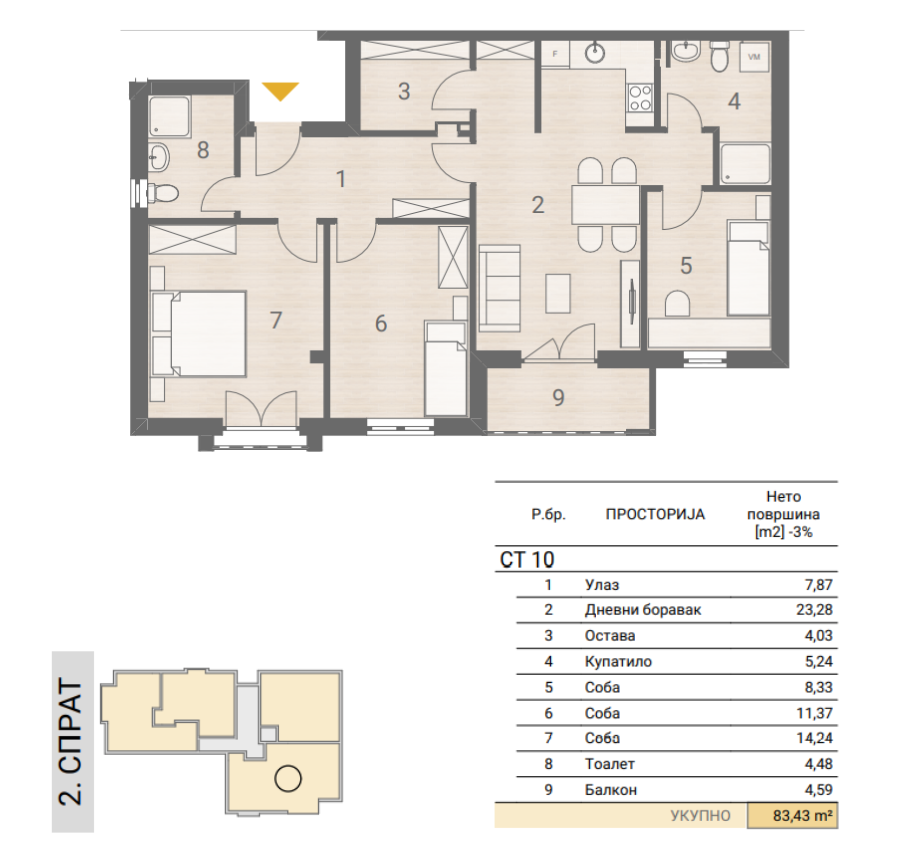 3
F
VM
4
8
1
2
5
7
6
9
Р.бр.
ПРОСТОРИЈА
Нето
површина
[m2] -3%
СТ 10
1 Улаз 7,87
2 Дневни боравак 23,28
3 Остава 4,03
4 Купатило 5,24
5 Соба 8,33
6 Соба 11,37
7 Соба 14,24
8 Тоалет 4,48
9 Балкон 4,59
УКУПНО 83,43 m²
2. СПРАТ